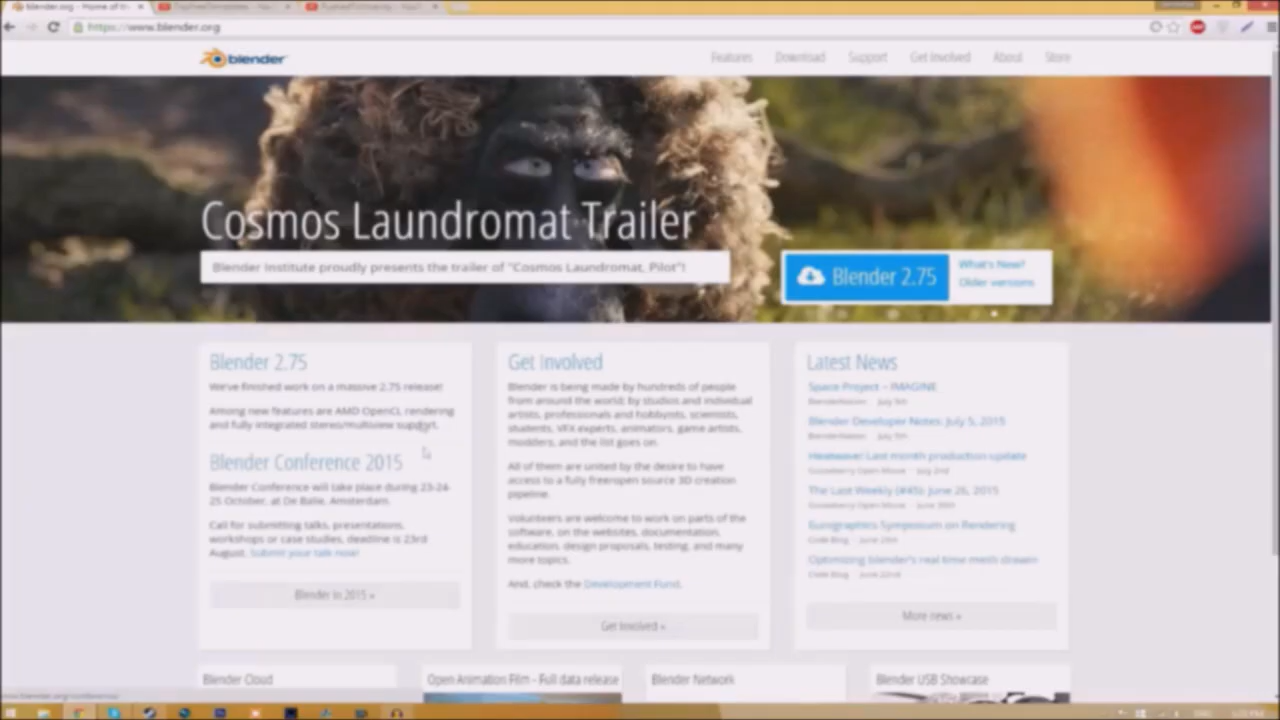 blender.org - Home of t
https://www.blender.org
blender
Features
Download
Support
Get Involved
About
Store
Cosmos Laundromat Trailer
Blender Institute proudly presents the trailer of "Cosmos Laundromat, Pilot"!
Blender 2.75
What's New?
Older versions
Blender 2.75
We've finished work on a massive 2.75 release!
Among new features are AMD OpenCL rendering
and fully integrated stereo/multiview support.
Blender Conference 2015
Blender Conference will take place during 23-24-
25 October, at De Balie, Amsterdam.
Call for submitting talks, presentations,
workshops or case studies, deadline is 23rd
August. Submit your talk now!
Blender in 2015 »
Get Involved
Blender is being made by hundreds of people
from around the world; by studios and individual
artists, professionals and hobbyists, scientists,
students, VFX experts, animators, game artists,
modders, and the list goes on.
All of them are united by the desire to have
access to a fully free/open source 3D creation
pipeline.
Volunteers are welcome to work on parts of the
software, on the websites, documentation,
education, design proposals, testing, and many
more topics.
And, check the Development Fund.
Get Involved »
Latest News
Space Project – IMAGINE
BlenderNation July 5th
Blender Developer Notes: July 5, 2015
BlenderNation July 5th
Heatwave! Last month production update
Gooseberry Open Movie July 2nd
The Last Weekly (#45): June 26, 2015
Gooseberry Open Movie June 30th
Eurographics Symposium on Rendering
Code Blog June 25th
Optimizing blender's real time mesh drawing
Code Blog June 22nd
More news »
Blender Cloud
Open Animation Film - Full data release
Blender Network
Blender USB Showcase